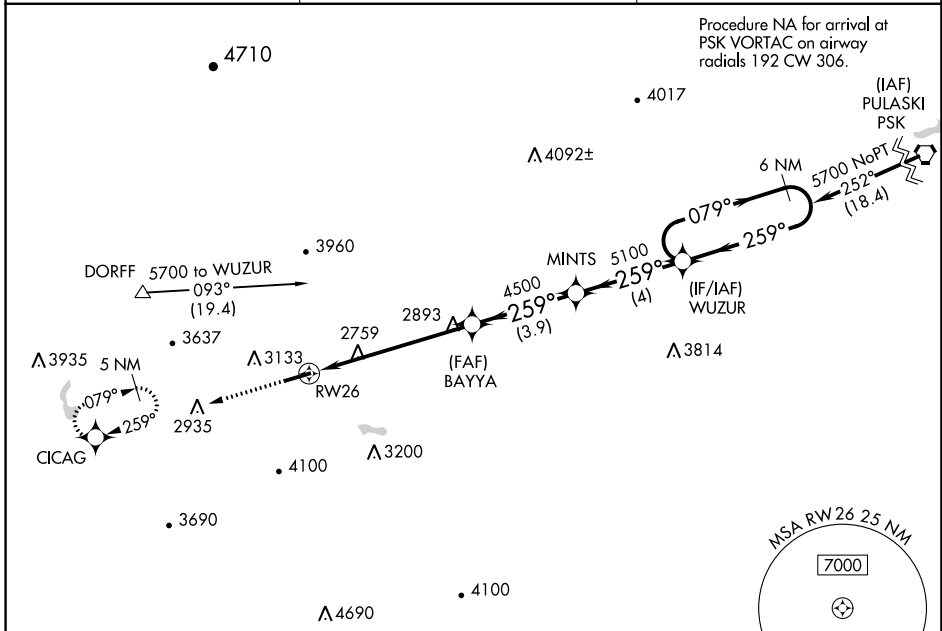 Procedure NA for arrival at
PSK VORTAC on airway
radials 192 CW 306.
4710
4017
(IAF)
PULASKI
PSK
4092±
6 NM
5700 NoPT
252°
(18.4)
079°
259°
3960
MINTS
5100
259°
(4)
(IF/IAF)
WUZUR
DORFF
5700 to WUZUR
093°
(19.4)
4500
259°
(3.9)
2893
2759
(FAF)
BAYYA
3637
3133
3814
3935
5 NM
RW26
079°
259°
2935
CICAG
3200
4100
3690
MSA RW26 25 NM
7000
4100
4690